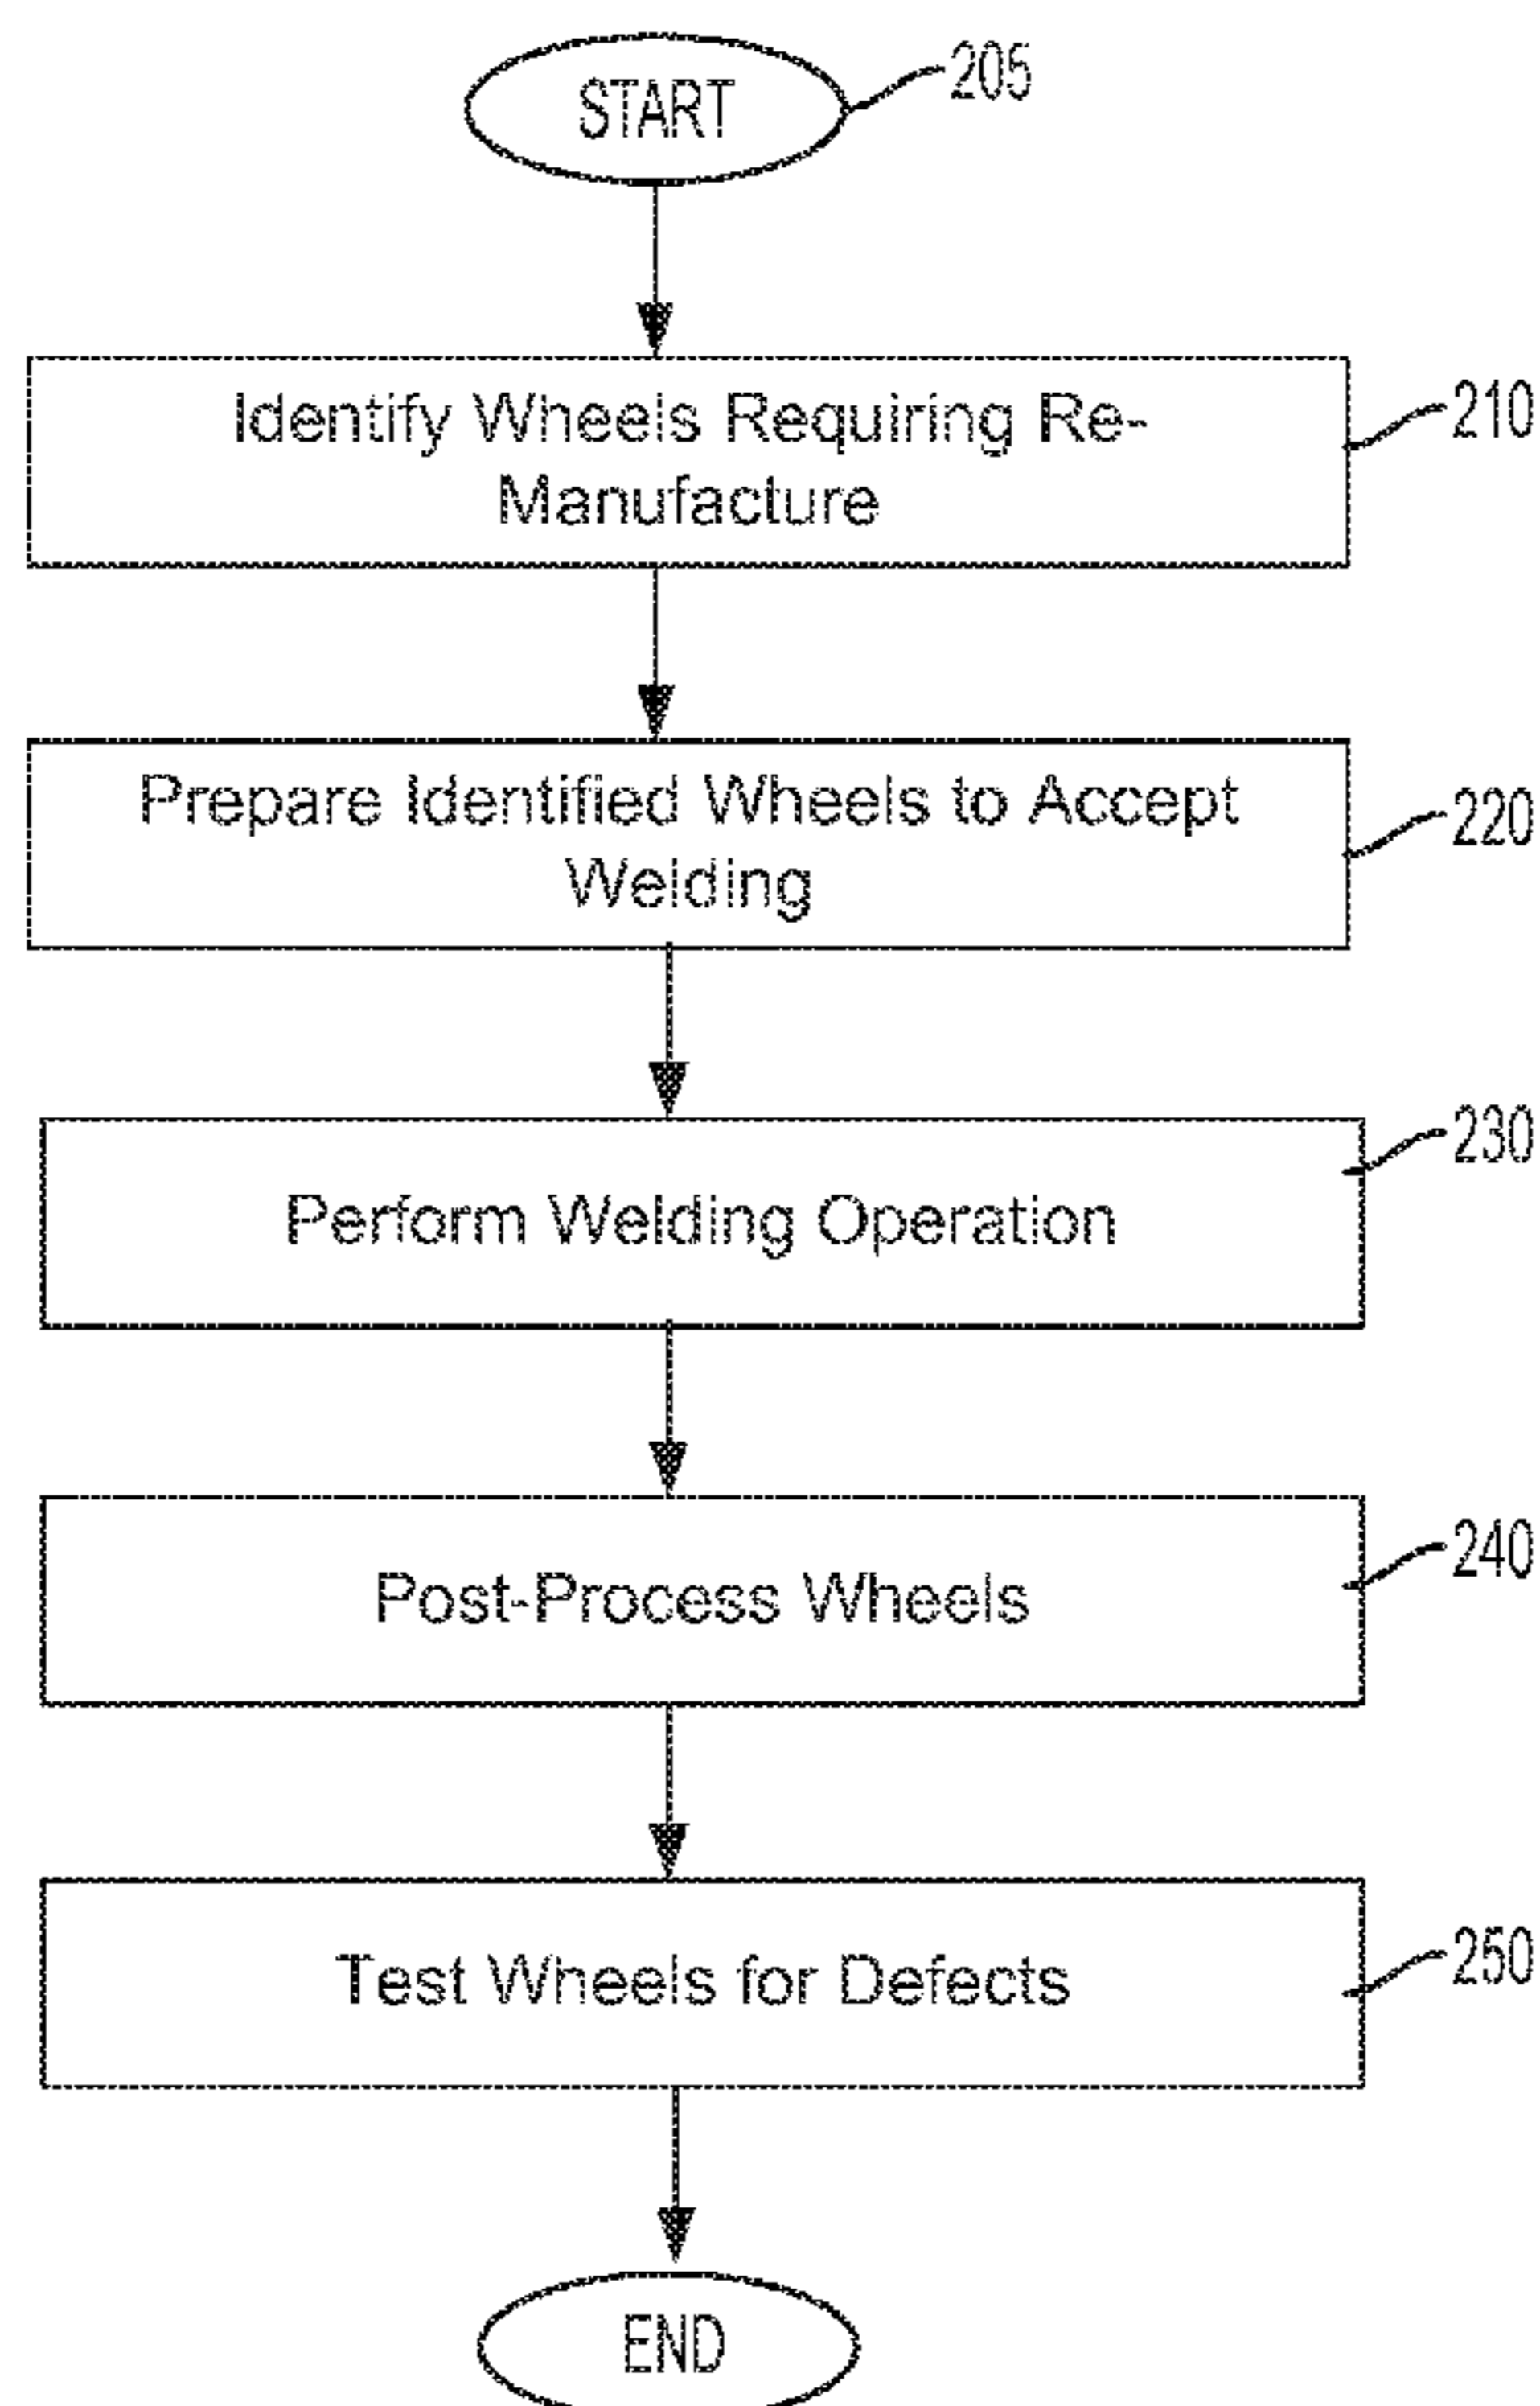 START
205
Identify Wheels Requiring Re-
Manufacture
210
Prepare Identified Wheels to Accept
Welding
220
Perform Welding Operation
230
Post-Process Wheels
240
Test Wheels for Defects
250
END